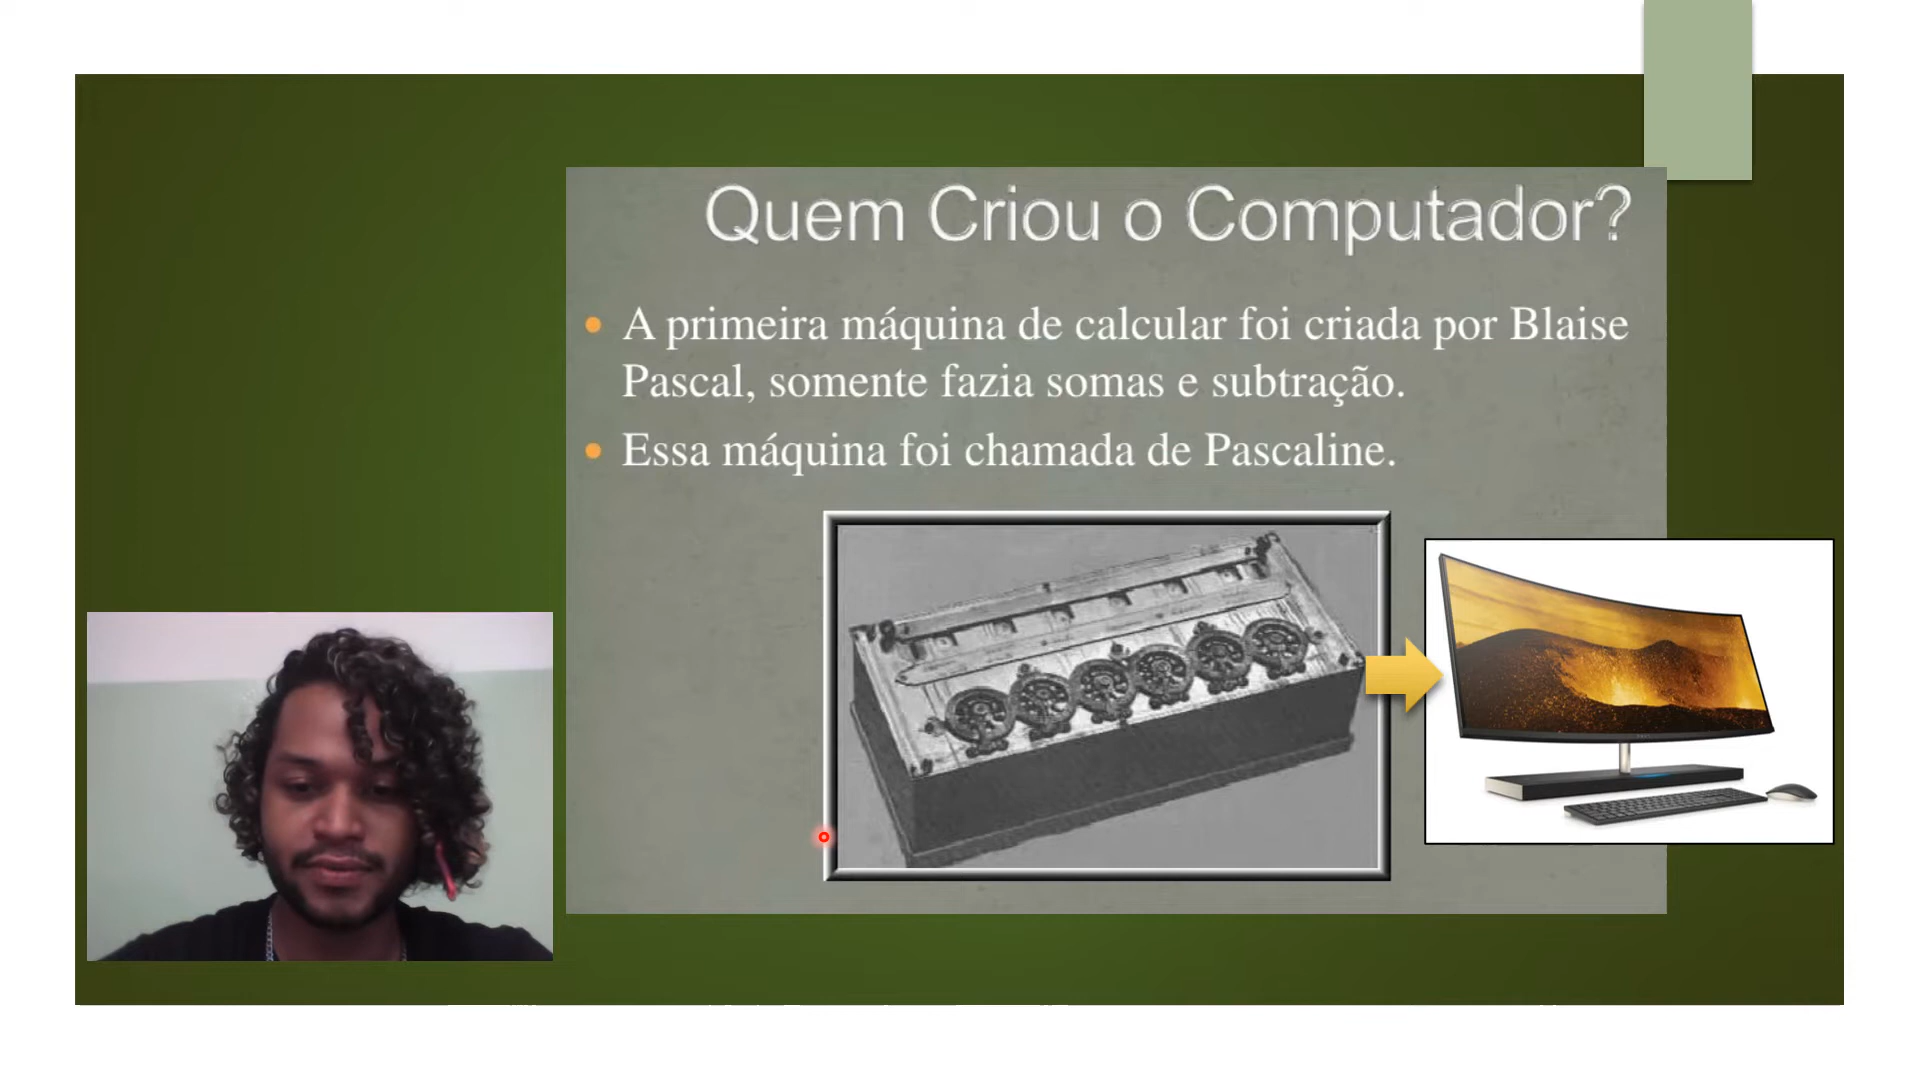 Quem Criou o Computador?
A primeira máquina de calcular foi criada por Blaise
Pascal, somente fazia somas e subtração.
Essa máquina foi chamada de Pascaline.